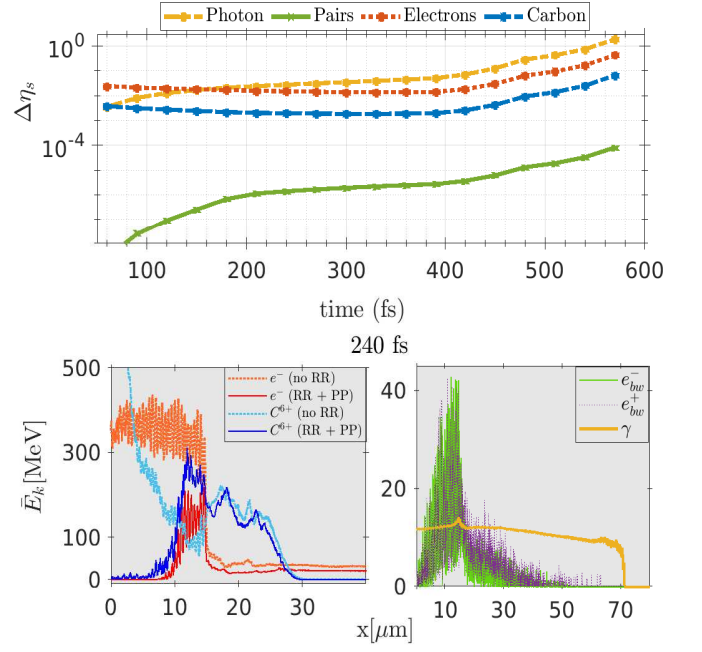 Photon Pairs Electrons Carbon
Δη_s
10^0
10^-4
100 200 300 400 500 600
time (fs)
240 fs
Ē_k[MeV]
500
300
100
0
0 10 20 30
e^- (no RR)
e^- (RR + PP)
C^6+ (no RR)
C^6+ (RR + PP)
40
20
0
10 30 50 70
e^-_bw
e^+_bw
γ
x[μm]